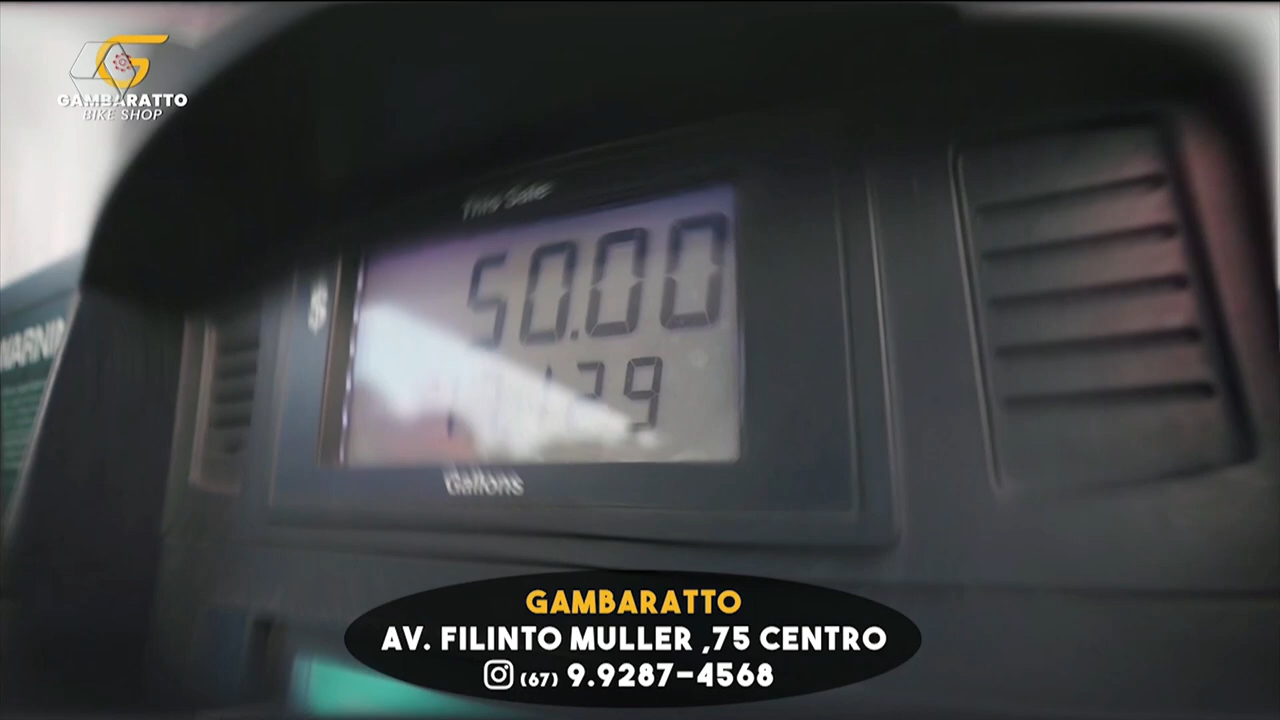 GAMBARATTO
BIKE SHOP
This Sale
$
50.00
Gallons
GAMBARATTO
AV. FILINTO MULLER ,75 CENTRO
(67) 9.9287-4568